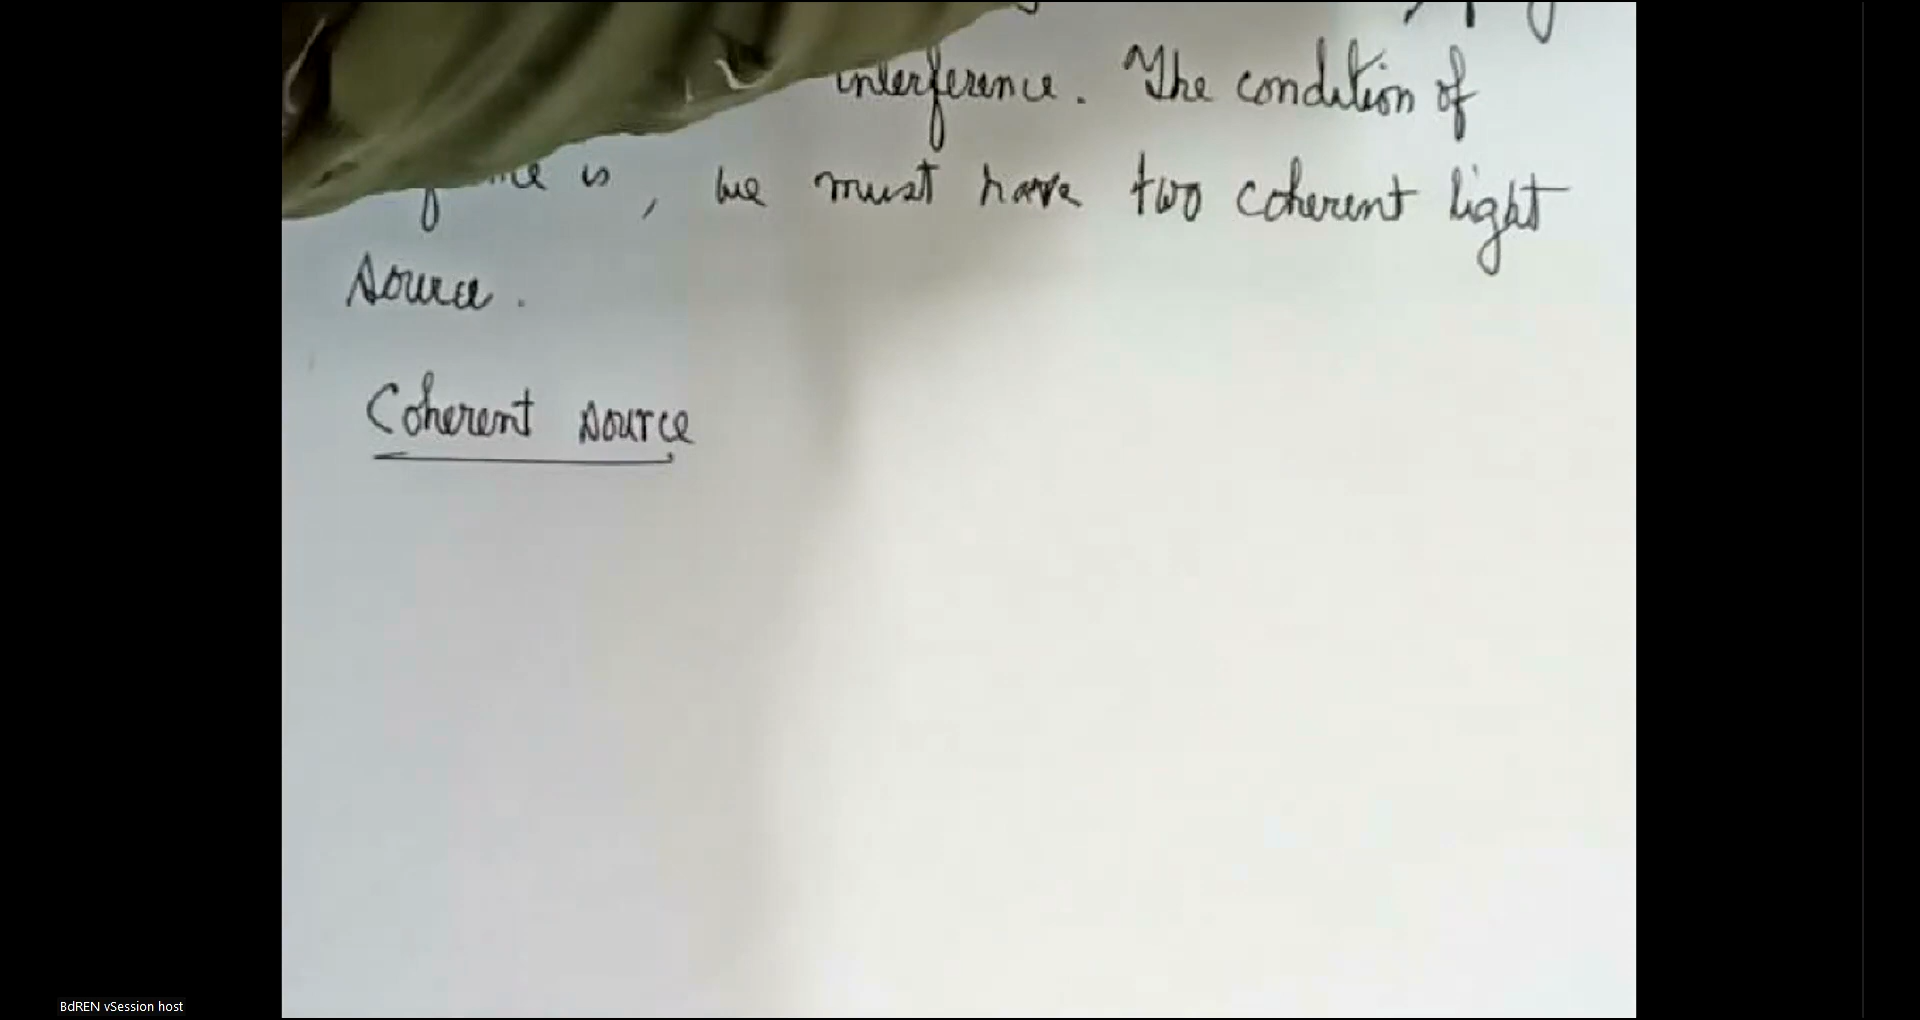 interference. The condition of
is, we must have two coherent light
source.
Coherent source
BdREN vSession host